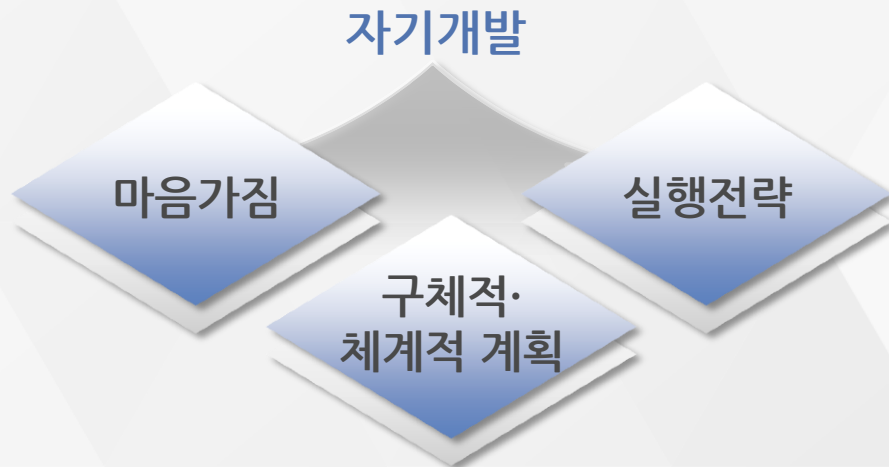 자기개발
마음가짐
실행전략
구체적·
체계적 계획